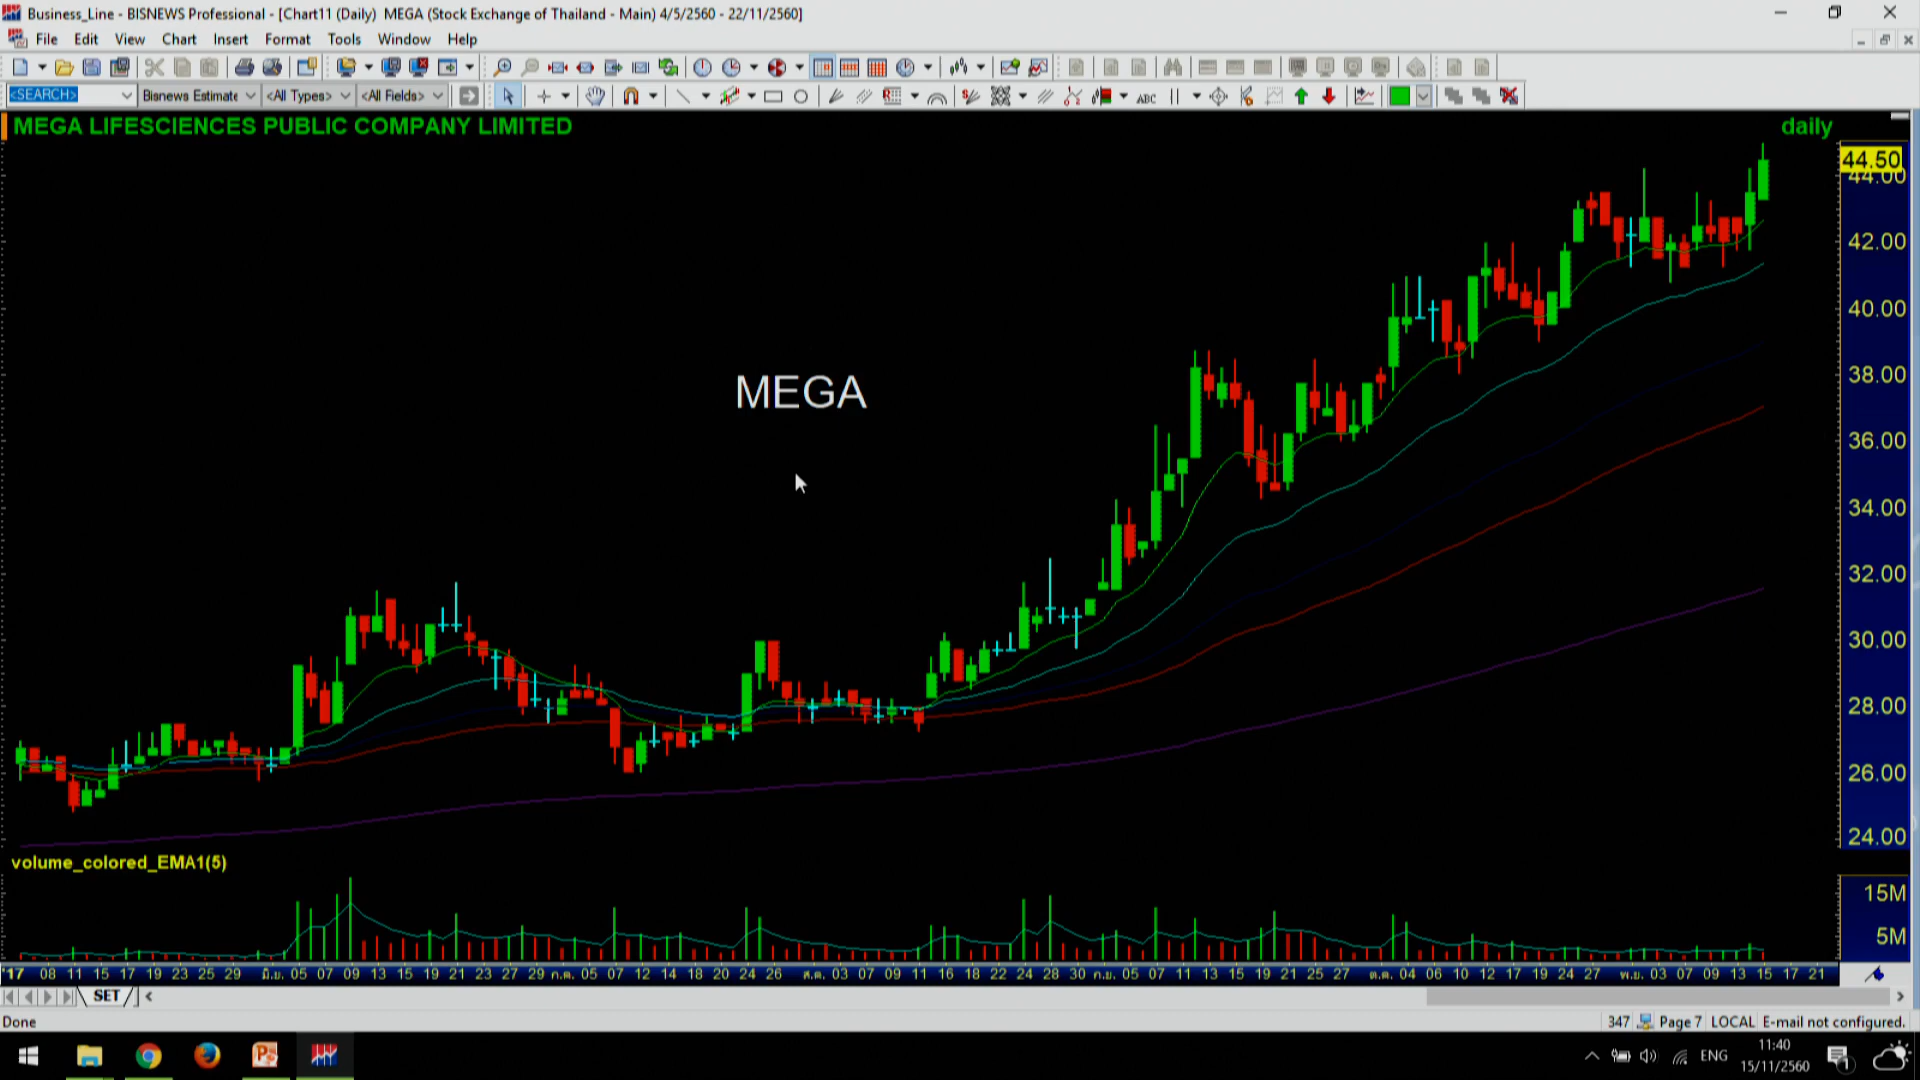 Business_Line - BISNEWS Professional - [Chart11 (Daily)  MEGA (Stock Exchange of Thailand - Main) 4/5/2560 - 22/11/2560]
File Edit View Chart Insert Format Tools Window Help
<SEARCH> Bisnews Estimate <All Types> <All Fields> ABC
MEGA LIFESCIENCES PUBLIC COMPANY LIMITED daily
44.50
44.00
42.00
40.00
38.00
MEGA
36.00
34.00
32.00
30.00
28.00
26.00
24.00
volume_colored_EMA1(5)
15M
5M
'17 08 11 15 17 19 23 25 29 มิ.ย. 05 07 09 13 15 19 21 23 27 29 ก.ค. 05 07 12 14 18 20 24 26 ส.ค. 03 07 09 11 16 18 22 24 28 30 ก.ย. 05 07 11 13 15 19 21 25 27 ต.ค. 04 06 10 12 17 19 24 27 พ.ย. 03 07 09 13 15 17 21
SET
Done 347 Page 7 LOCAL E-mail not configured.
ENG 11:40
15/11/2560